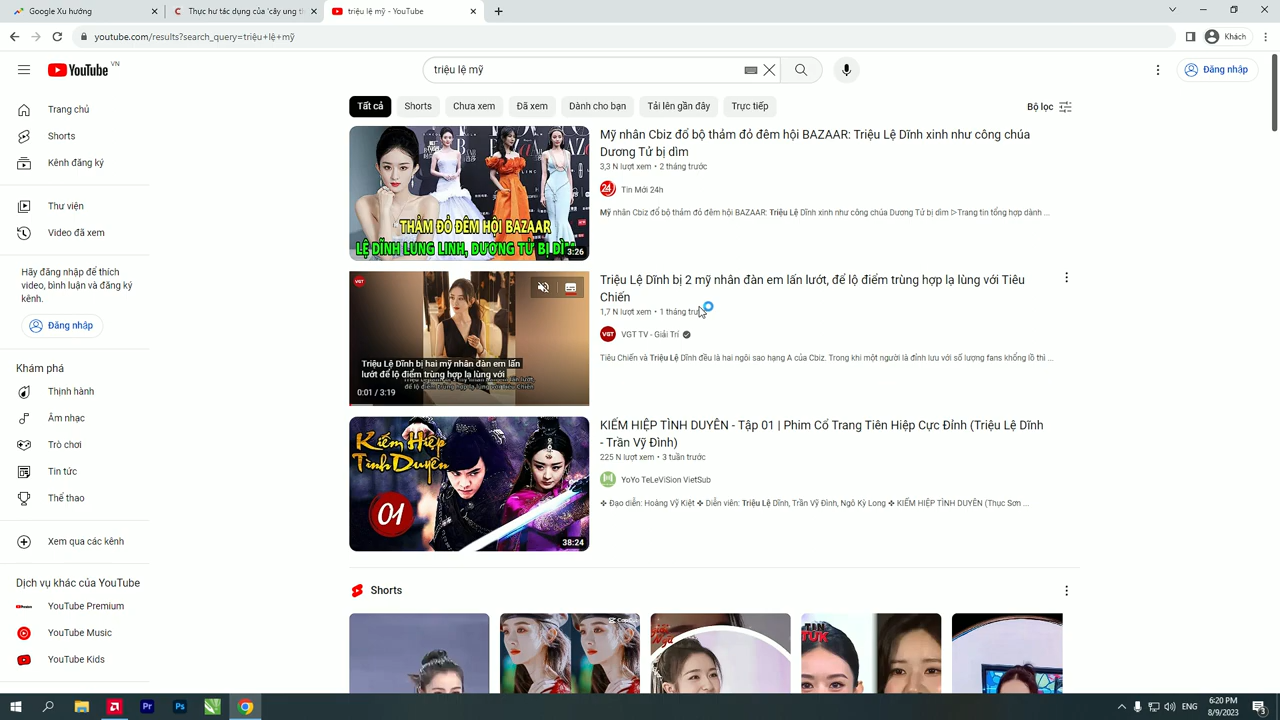 Google Xu hướng
Thực hư tác dụng của 'cây ung th
triệu lệ mỹ - YouTube
youtube.com/results?search_query=triệu+lệ+mỹ
Khách
YouTube VN
triệu lệ mỹ
Đăng nhập
Tất cả
Shorts
Chưa xem
Đã xem
Dành cho bạn
Tải lên gần đây
Trực tiếp
Bộ lọc
Trang chủ
Shorts
Kênh đăng ký
Thư viện
Video đã xem
Hãy đăng nhập để thích
video, bình luận và đăng ký
kênh.
Đăng nhập
Khám phá
Thịnh hành
Âm nhạc
Trò chơi
Tin tức
Thể thao
Xem qua các kênh
Dịch vụ khác của YouTube
YouTube Premium
YouTube Music
YouTube Kids
THẢM ĐỎ ĐÊM HỘI BAZAAR
LỆ DĨNH LUNG LINH, DƯƠNG TỬ BỊ DÌM
3:26
Mỹ nhân Cbiz đổ bộ thảm đỏ đêm hội BAZAAR: Triệu Lệ Dĩnh xinh như công chúa
Dương Tử bị dìm
3,3 N lượt xem • 2 tháng trước
24 Tin Mới 24h
Mỹ nhân Cbiz đổ bộ thảm đỏ đêm hội BAZAAR: Triệu Lệ Dĩnh xinh như công chúa Dương Tử bị dìm ▷Trang tin tổng hợp dành ...
VGT
Triệu Lệ Dĩnh bị hai mỹ nhân đàn em lấn
lướt để lộ điểm trùng hợp lạ lùng với
0:01 / 3:19
Triệu Lệ Dĩnh bị 2 mỹ nhân đàn em lấn lướt, để lộ điểm trùng hợp lạ lùng với Tiêu
Chiến
1,7 N lượt xem • 1 tháng trước
VGT VGT TV - Giải Trí
Tiêu Chiến và Triệu Lệ Dĩnh đều là hai ngôi sao hạng A của Cbiz. Trong khi một người là đỉnh lưu với số lượng fans khổng lồ thì ...
Kiếm Hiệp
Tình Duyên
01
38:24
KIẾM HIỆP TÌNH DUYÊN - Tập 01 | Phim Cổ Trang Tiên Hiệp Cực Đỉnh (Triệu Lệ Dĩnh
- Trần Vỹ Đình)
225 N lượt xem • 3 tuần trước
YoYo TeLeViSion VietSub
✜ Đạo diễn: Hoàng Vỹ Kiệt ✜ Diễn viên: Triệu Lệ Dĩnh, Trần Vỹ Đình, Ngô Kỳ Long ✜ KIẾM HIỆP TÌNH DUYÊN (Thục Sơn ...
Shorts
TIN
ENG
6:20 PM
8/9/2023